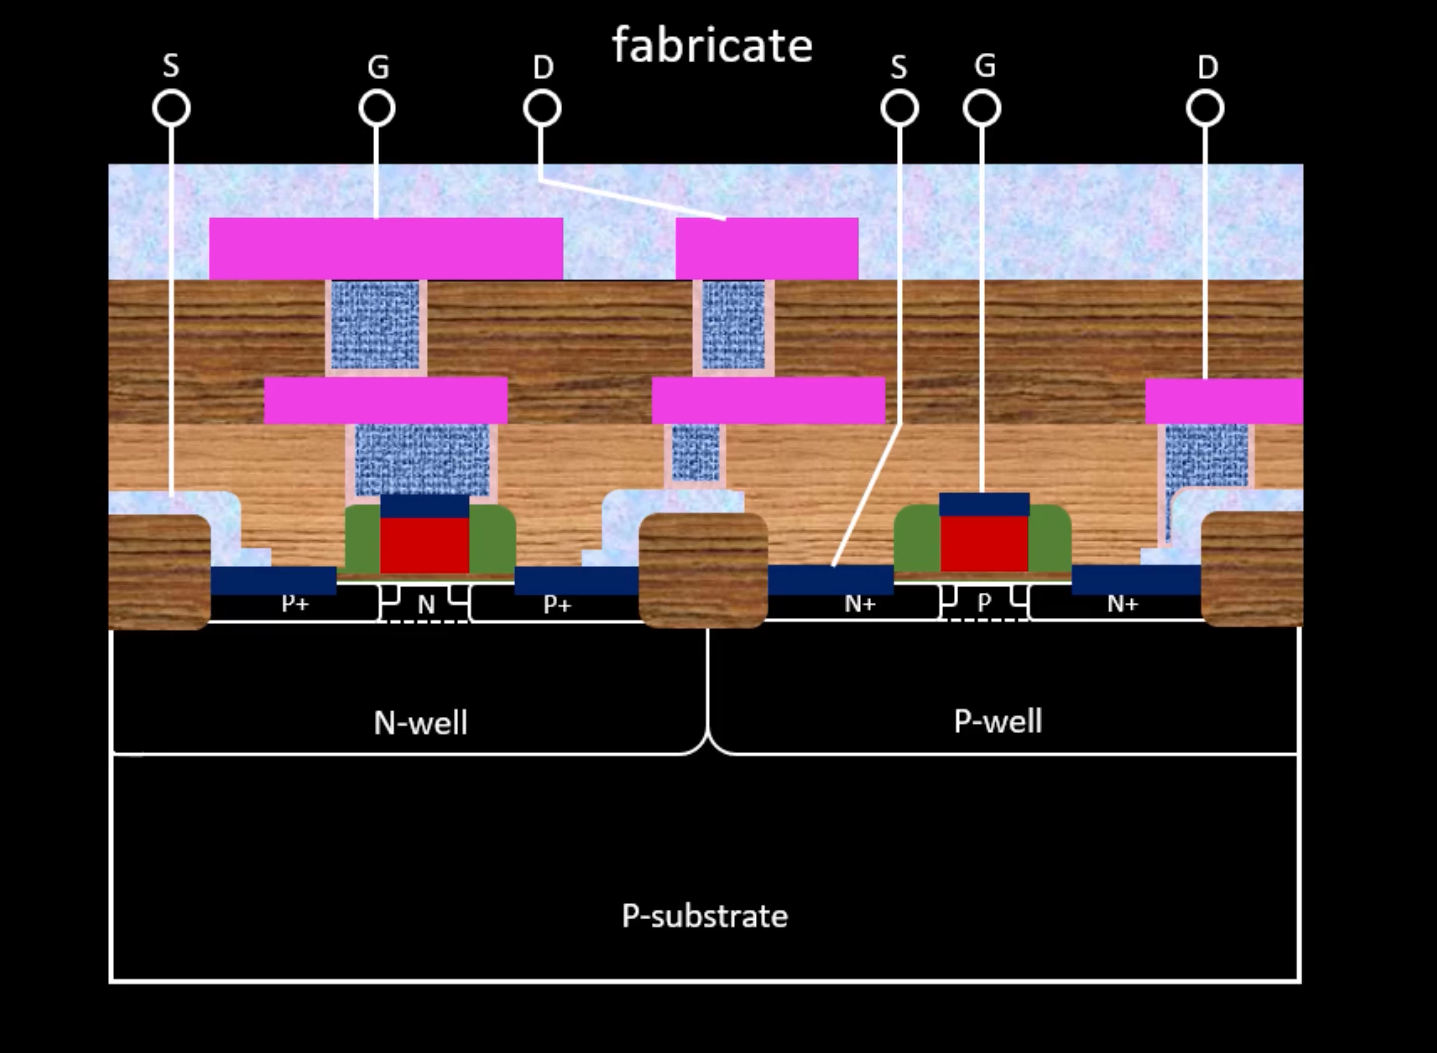 fabricate
S G D S G D
P+ N P+ N+ P N+
N-well P-well
P-substrate